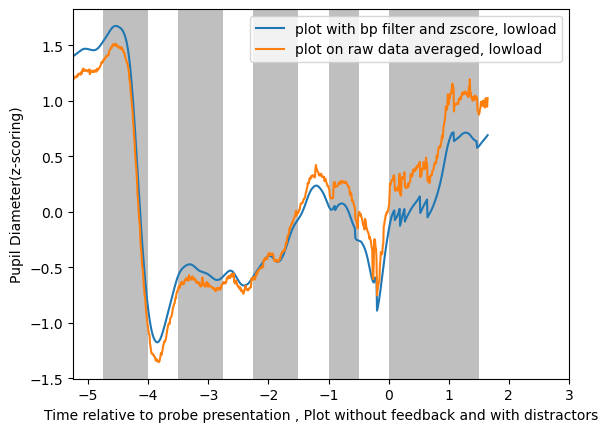 plot with bp filter and zscore, lowload
plot on raw data averaged, lowload
1.5
1.0
0.5
0.0
−0.5
−1.0
−1.5
Pupil Diameter(z-scoring)
−5 −4 −3 −2 −1 0 1 2 3
Time relative to probe presentation , Plot without feedback and with distractors